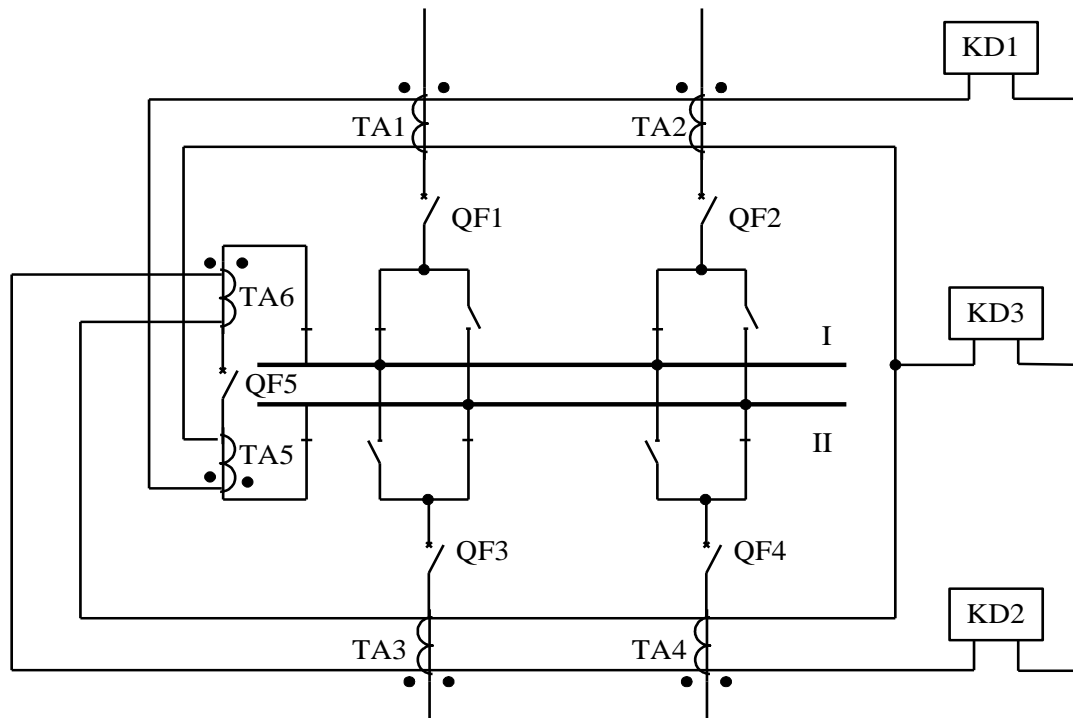 KD1
TA1
TA2
QF1
QF2
TA6
KD3
I
QF5
II
TA5
QF3
QF4
KD2
TA3
TA4